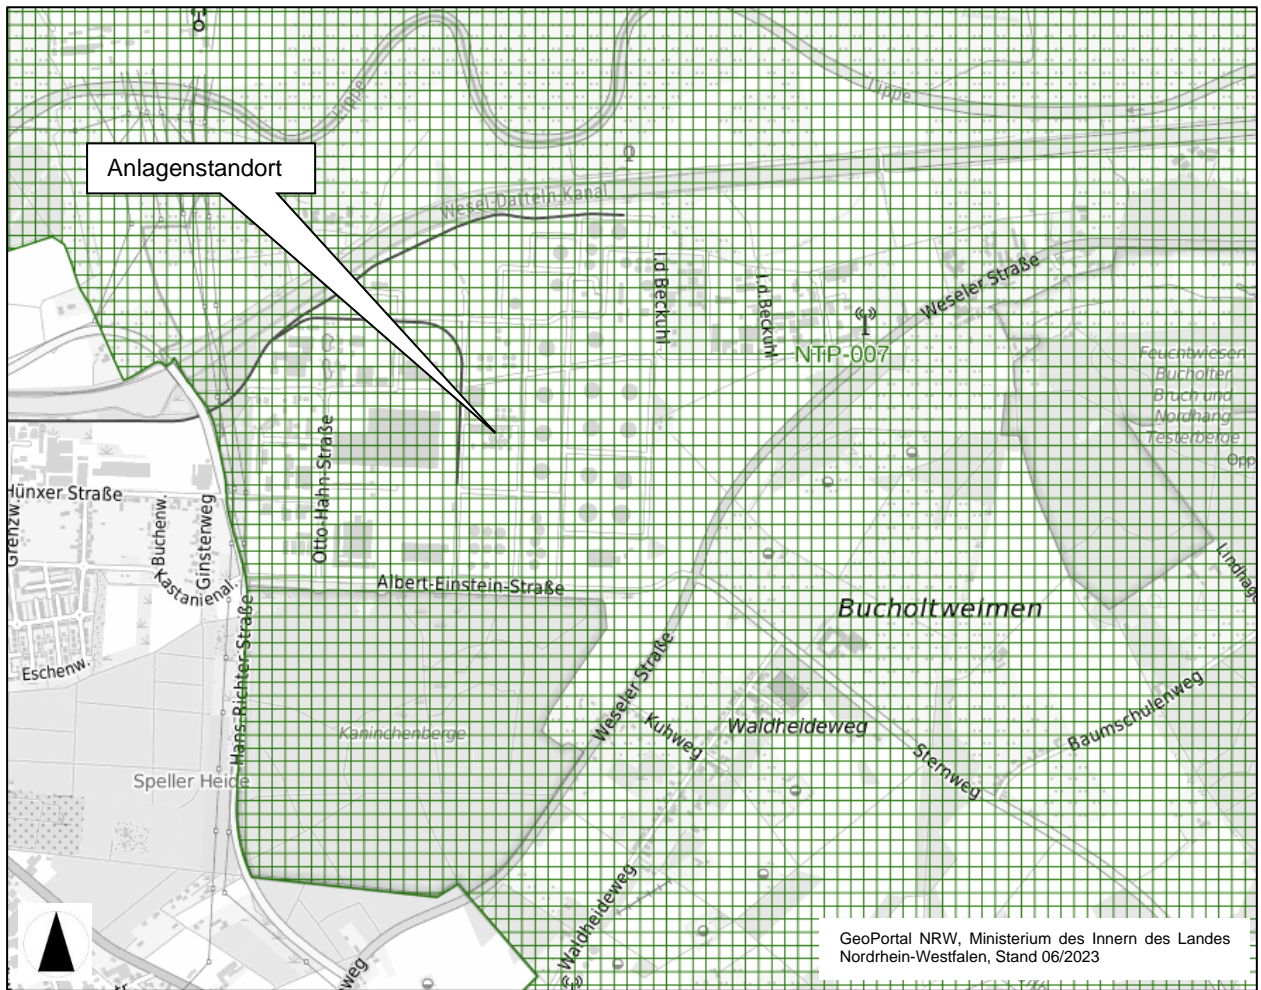 Lippe
Lippe
Anlagenstandort
Wesel-Datteln-Kanal
I.d.Beckuhl
I.d.Beckuhl
Weseler Straße
NTP-007
Feuchtwiesen
Bucholter
Bruch und
Nordhang
Testerberge
Opp
Hünxer Straße
Grenzw.
Buchenw.
Ginsterweg
Kastanienal.
Otto-Hahn-Straße
Albert-Einstein-Straße
Lindhage
Bucholtweimen
Eschenw.
Hans-Richter-Straße
Weseler Straße
Kuhweg
Waldheideweg
Baumschulenweg
Kaninchenberge
Sternweg
Speller Heide
Waldheideweg
weg
GeoPortal NRW, Ministerium des Innern des Landes
Nordrhein-Westfalen, Stand 06/2023